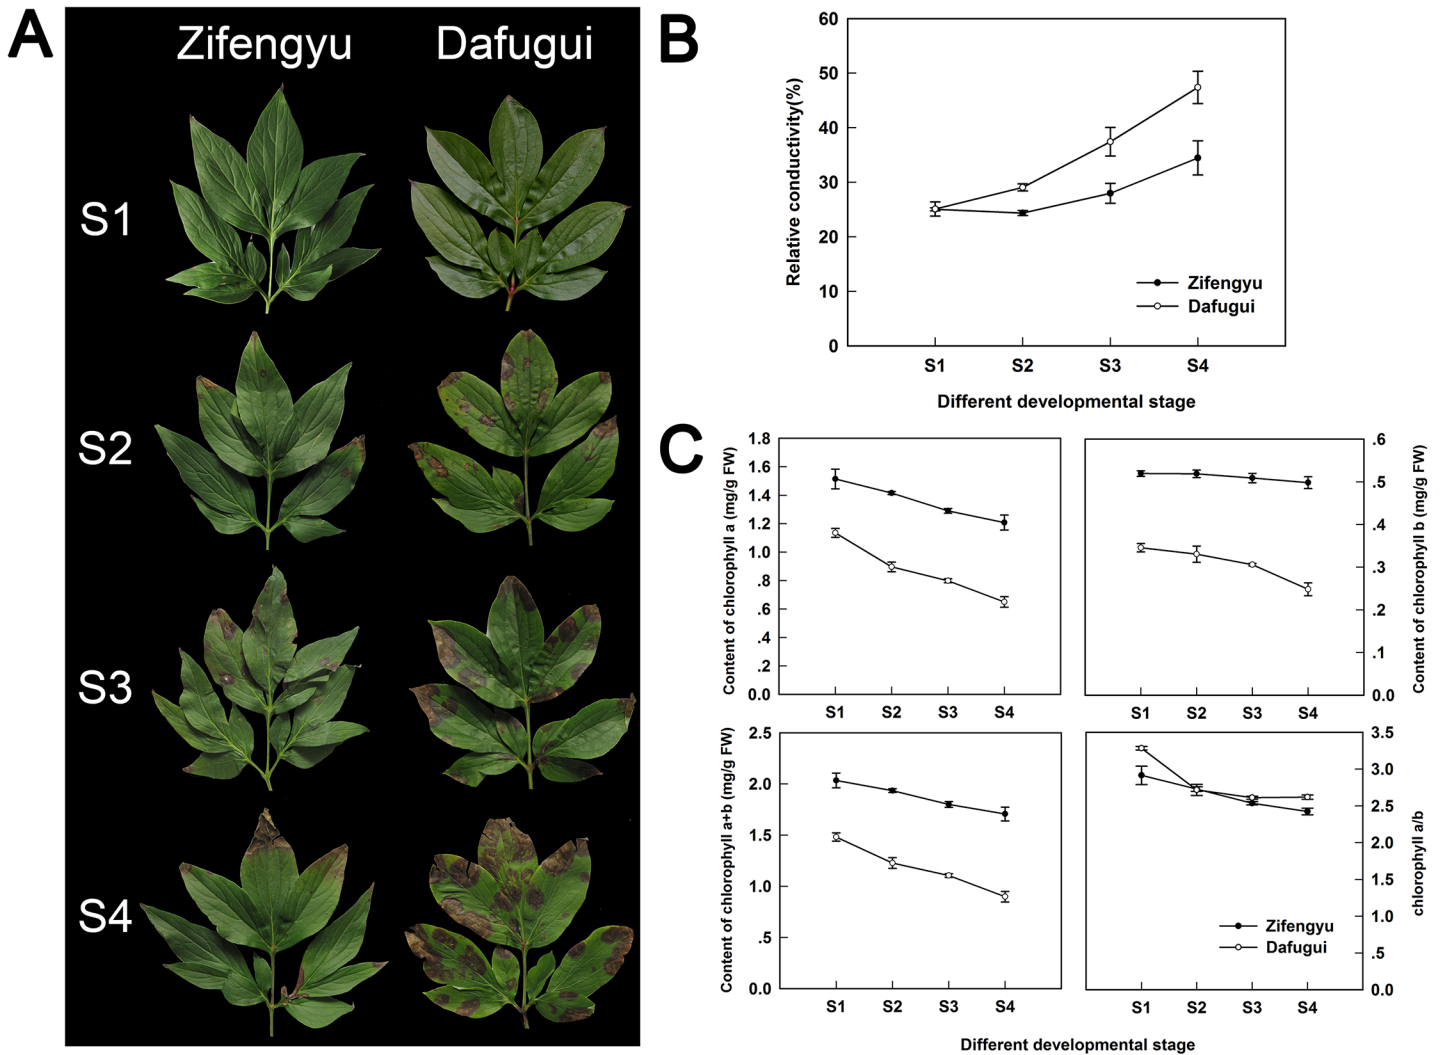 A
Zifengyu Dafugui
S1
S2
S3
S4
B
Relative conductivity(%)
60
50
40
30
20
10
0
S1 S2 S3 S4
Different developmental stage
Zifengyu
Dafugui
C
Content of chlorophyll a (mg/g FW)
1.8
1.6
1.4
1.2
1.0
.8
.6
.4
.2
0.0
S1 S2 S3 S4
Content of chlorophyll b (mg/g FW)
.6
.5
.4
.3
.2
.1
0.0
S1 S2 S3 S4
Content of chlorophyll a+b (mg/g FW)
2.5
2.0
1.5
1.0
.5
0.0
S1 S2 S3 S4
chlorophyll a/b
3.5
3.0
2.5
2.0
1.5
1.0
.5
0.0
S1 S2 S3 S4
Zifengyu
Dafugui
Different developmental stage